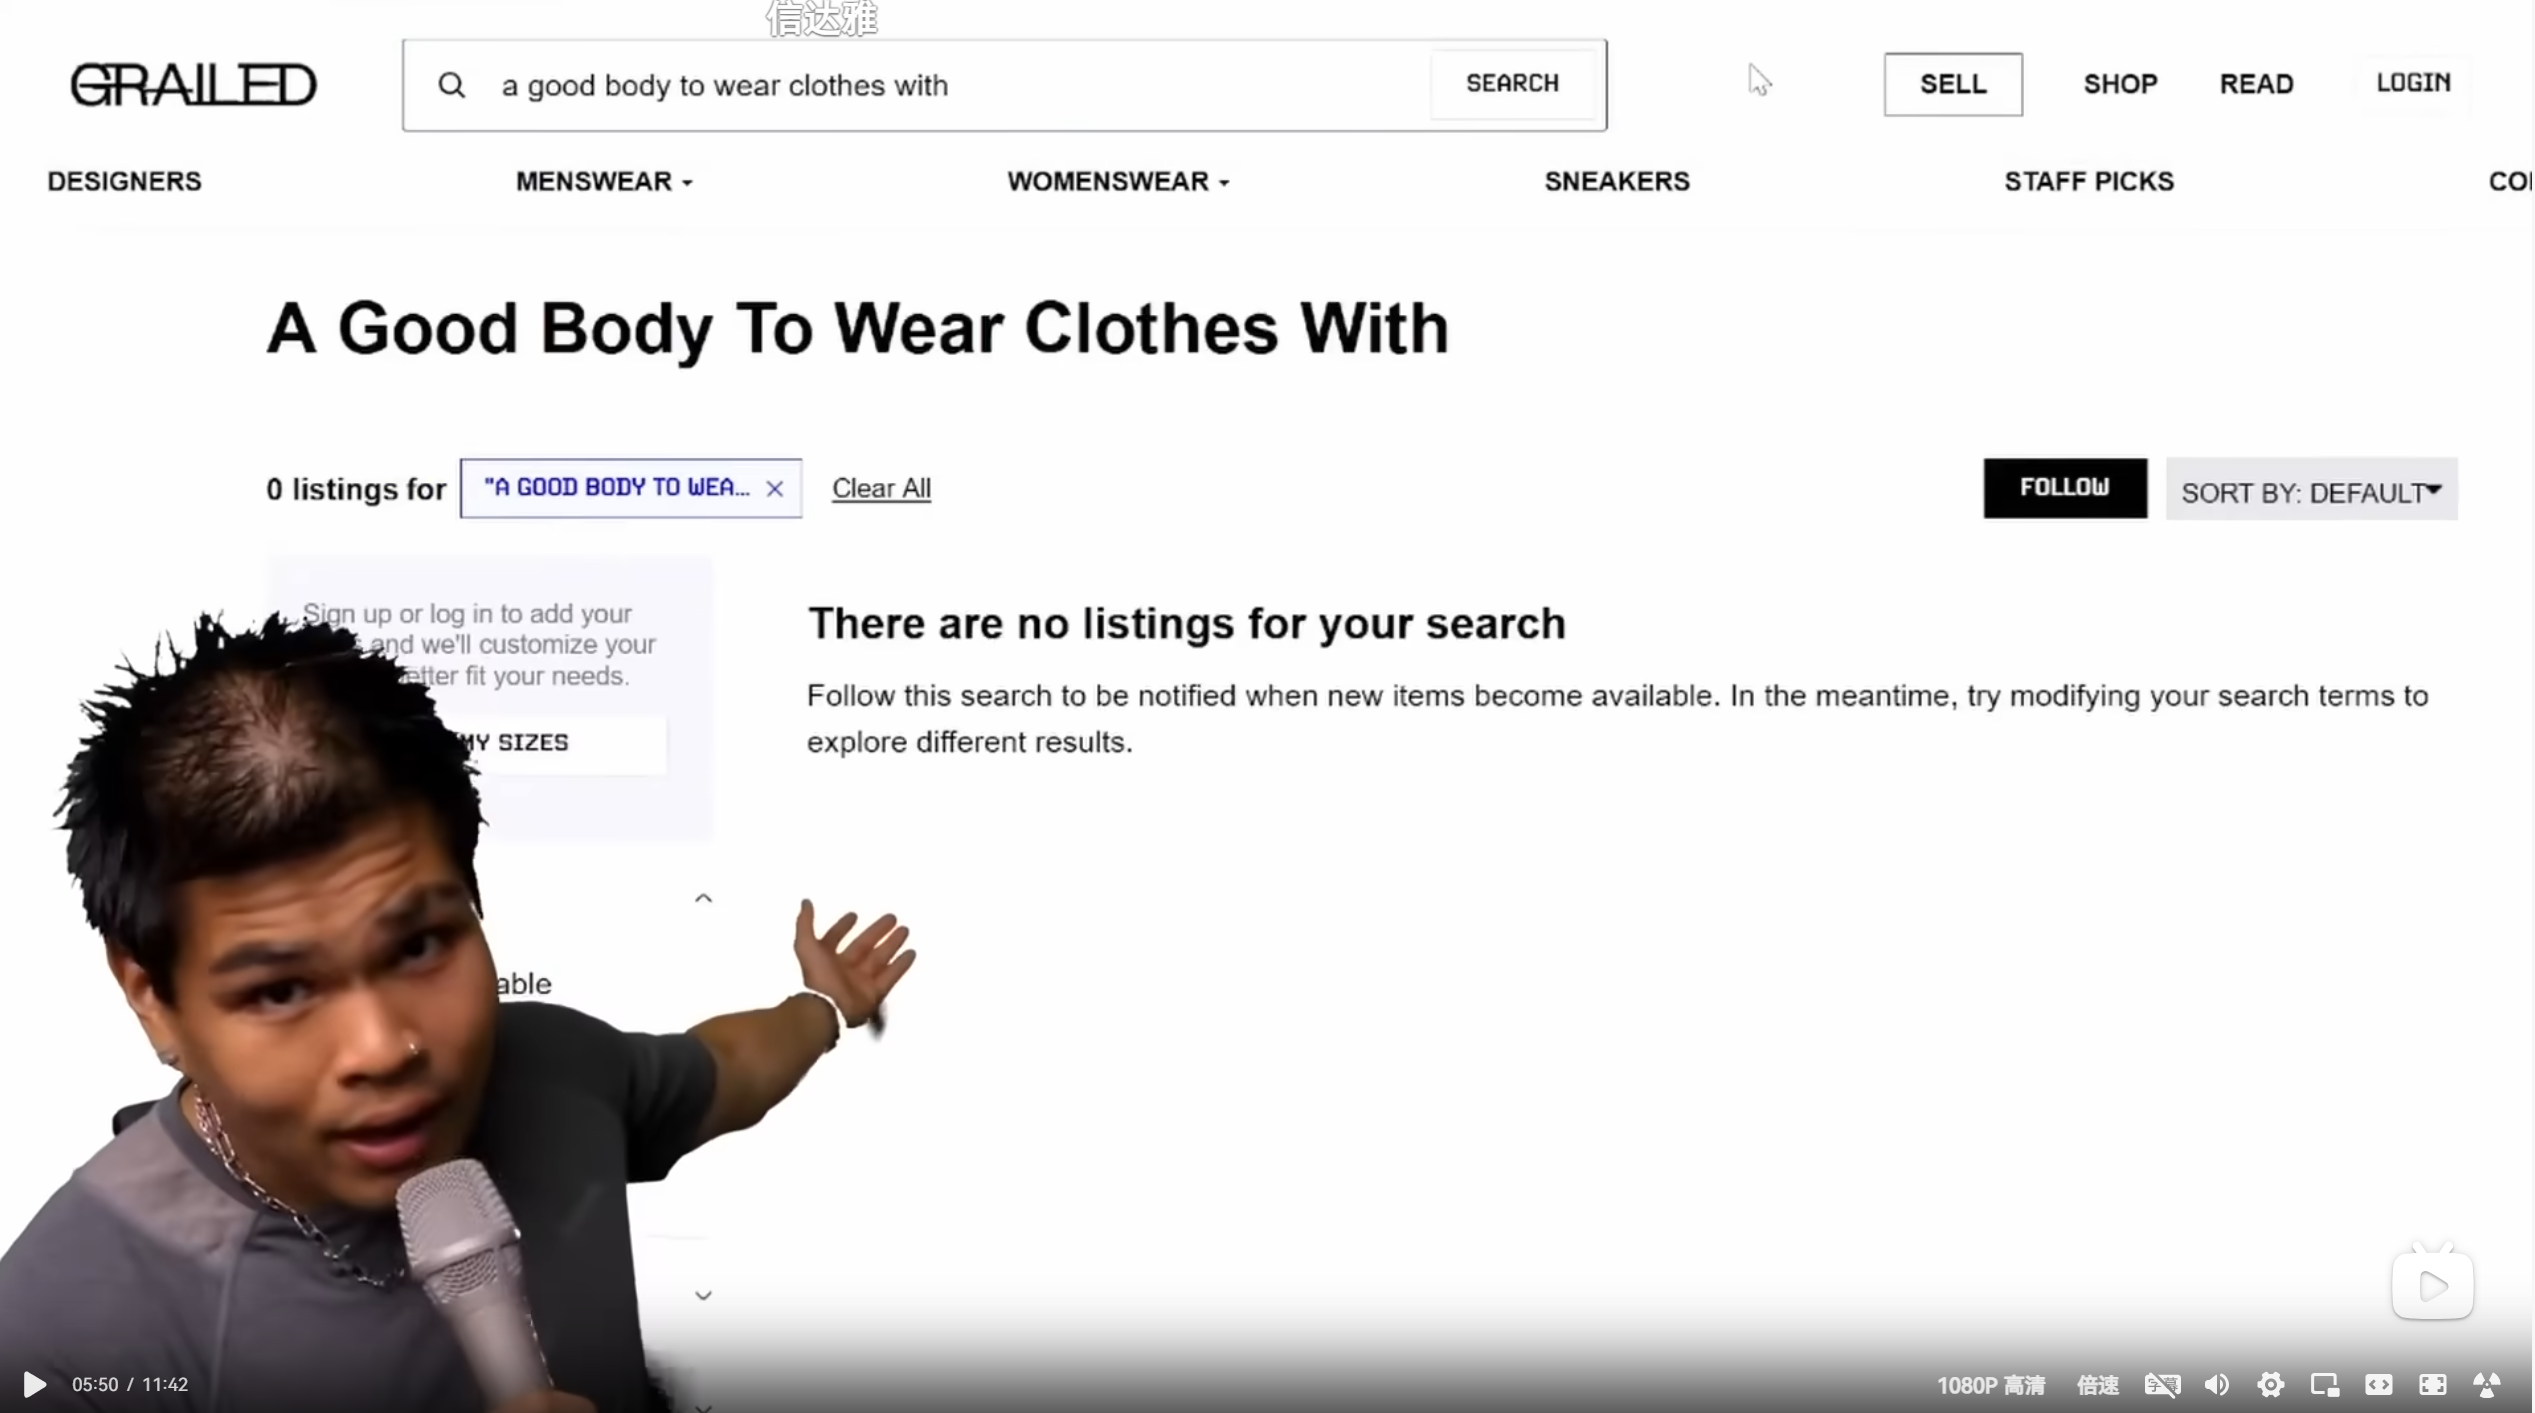 信达雅
GRAILED
a good body to wear clothes with
SEARCH
SELL
SHOP
READ
LOGIN
DESIGNERS
MENSWEAR
WOMENSWEAR
SNEAKERS
STAFF PICKS
A Good Body To Wear Clothes With
0 listings for
"A GOOD BODY TO WEA...
Clear All
FOLLOW
SORT BY: DEFAULT
Sign up or log in to add your
and we'll customize your
fit your needs.
MY SIZES
There are no listings for your search
Follow this search to be notified when new items become available. In the meantime, try modifying your search terms to
explore different results.
05:50 / 11:42
1080P 高清
倍速
字幕